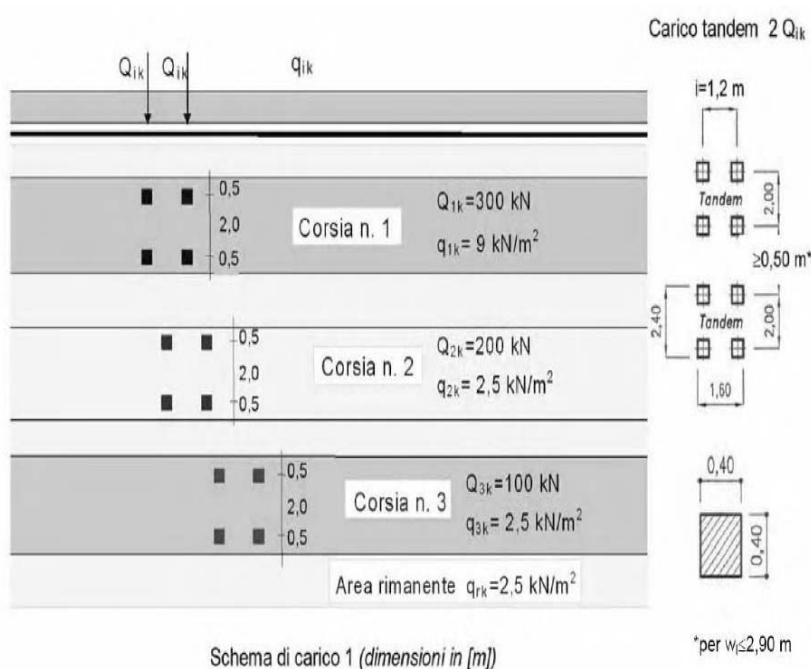 Carico tandem 2 Qik
Qik Qik qik
i=1,2 m
0,5
2,0
0,5
Corsia n. 1
Q1k=300 kN
q1k= 9 kN/m²
Tandem
2,00
≥0,50 m*
0,5
2,0
0,5
Corsia n. 2
Q2k=200 kN
q2k= 2,5 kN/m²
2,40
Tandem
2,00
1,60
0,5
2,0
0,5
Corsia n. 3
Q3k=100 kN
q3k= 2,5 kN/m²
0,40
0,40
Area rimanente qrk=2,5 kN/m²
Schema di carico 1 (dimensioni in [m])
*per wl≤2,90 m